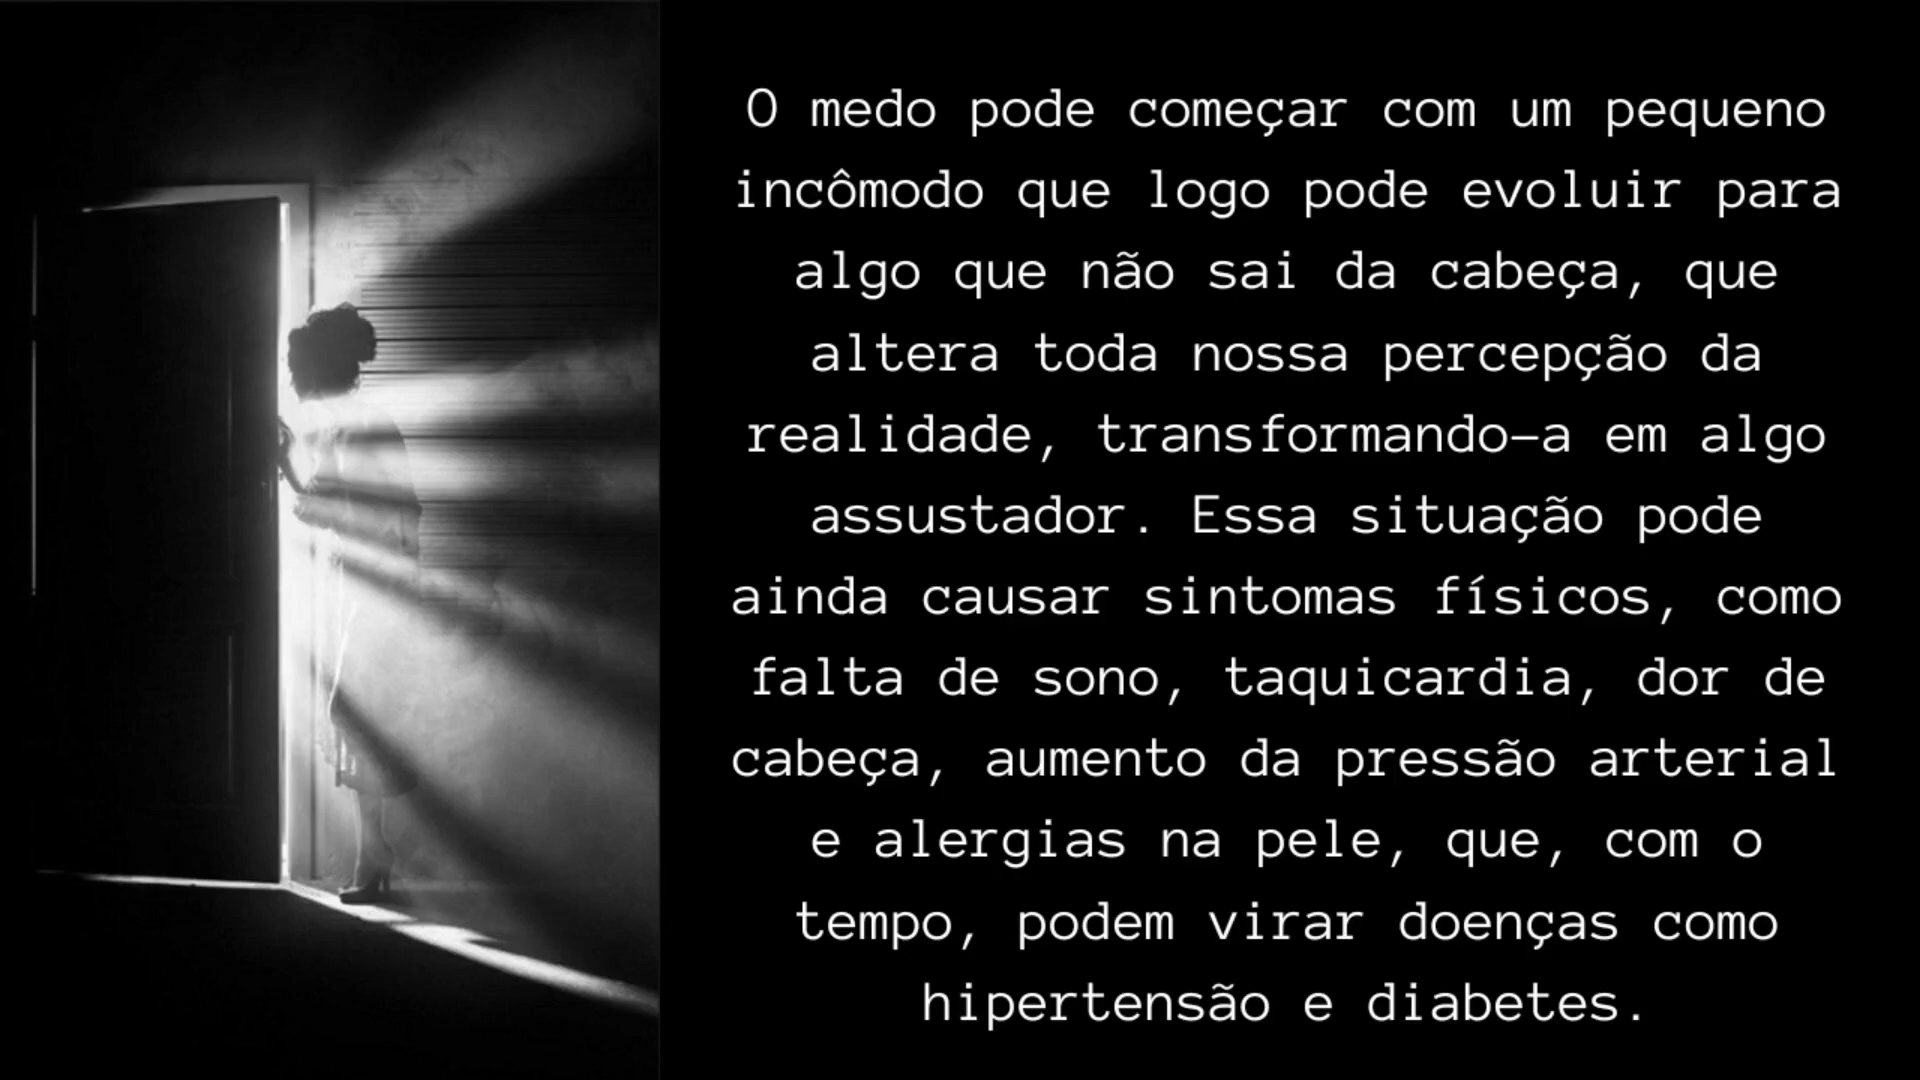 O medo pode começar com um pequeno
incômodo que logo pode evoluir para
algo que não sai da cabeça, que
altera toda nossa percepção da
realidade, transformando-a em algo
assustador. Essa situação pode
ainda causar sintomas físicos, como
falta de sono, taquicardia, dor de
cabeça, aumento da pressão arterial
e alergias na pele, que, com o
tempo, podem virar doenças como
hipertensão e diabetes.